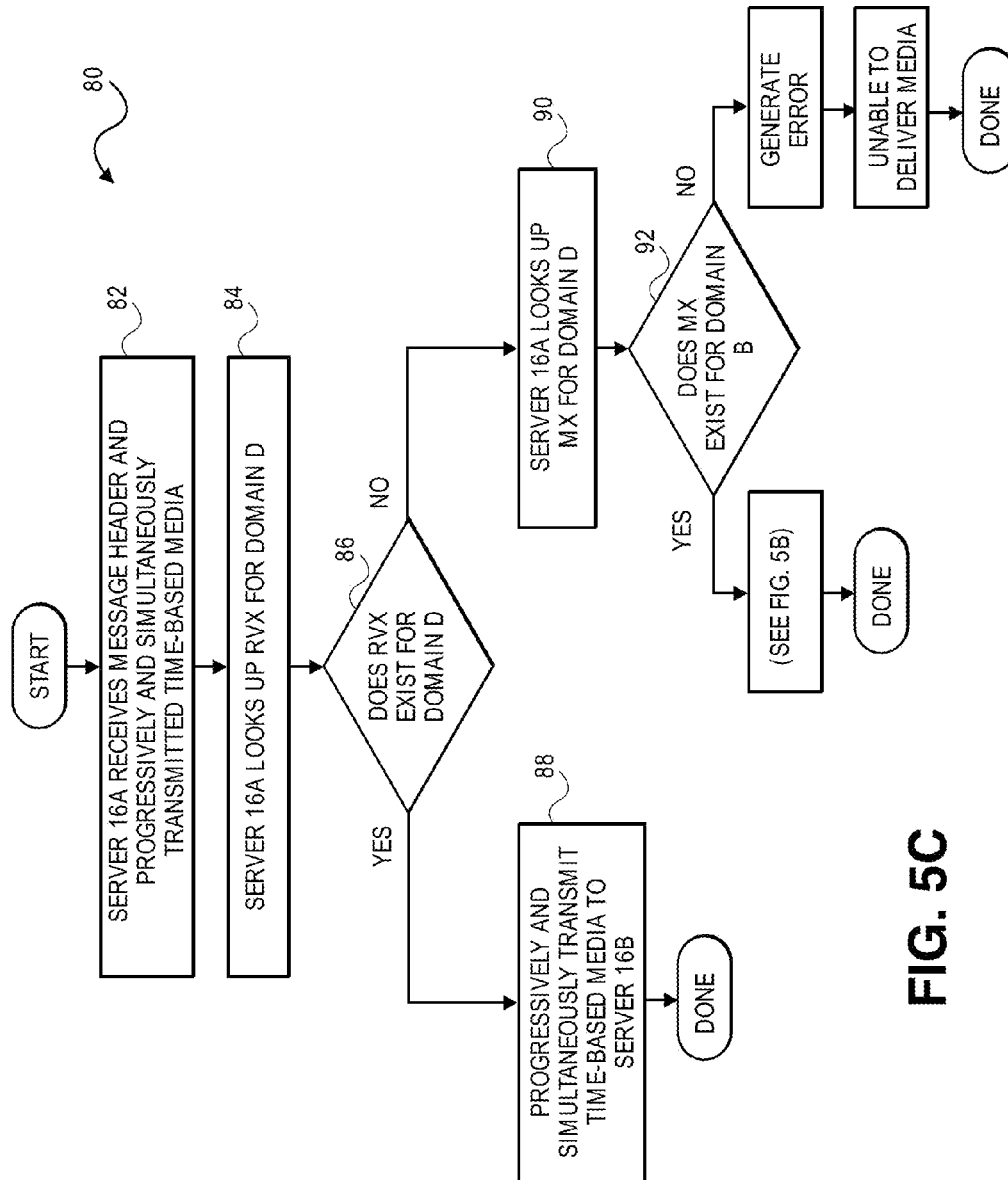 80
START
SERVER 16A RECEIVES MESSAGE HEADER AND
PROGRESSIVELY AND SIMULTANEOUSLY
TRANSMITTED TIME-BASED MEDIA
82
SERVER 16A LOOKS UP RVX FOR DOMAIN D
84
DOES RVX
EXIST FOR
DOMAIN D
86
YES
NO
PROGRESSIVELY AND
SIMULTANEOUSLY TRANSMIT
TIME-BASED MEDIA TO
SERVER 16B
88
DONE
SERVER 16A LOOKS UP
MX FOR DOMAIN D
90
DOES MX
EXIST FOR DOMAIN
B
92
YES
NO
(SEE FIG. 5B)
DONE
GENERATE
ERROR
UNABLE TO
DELIVER MEDIA
DONE
FIG. 5C